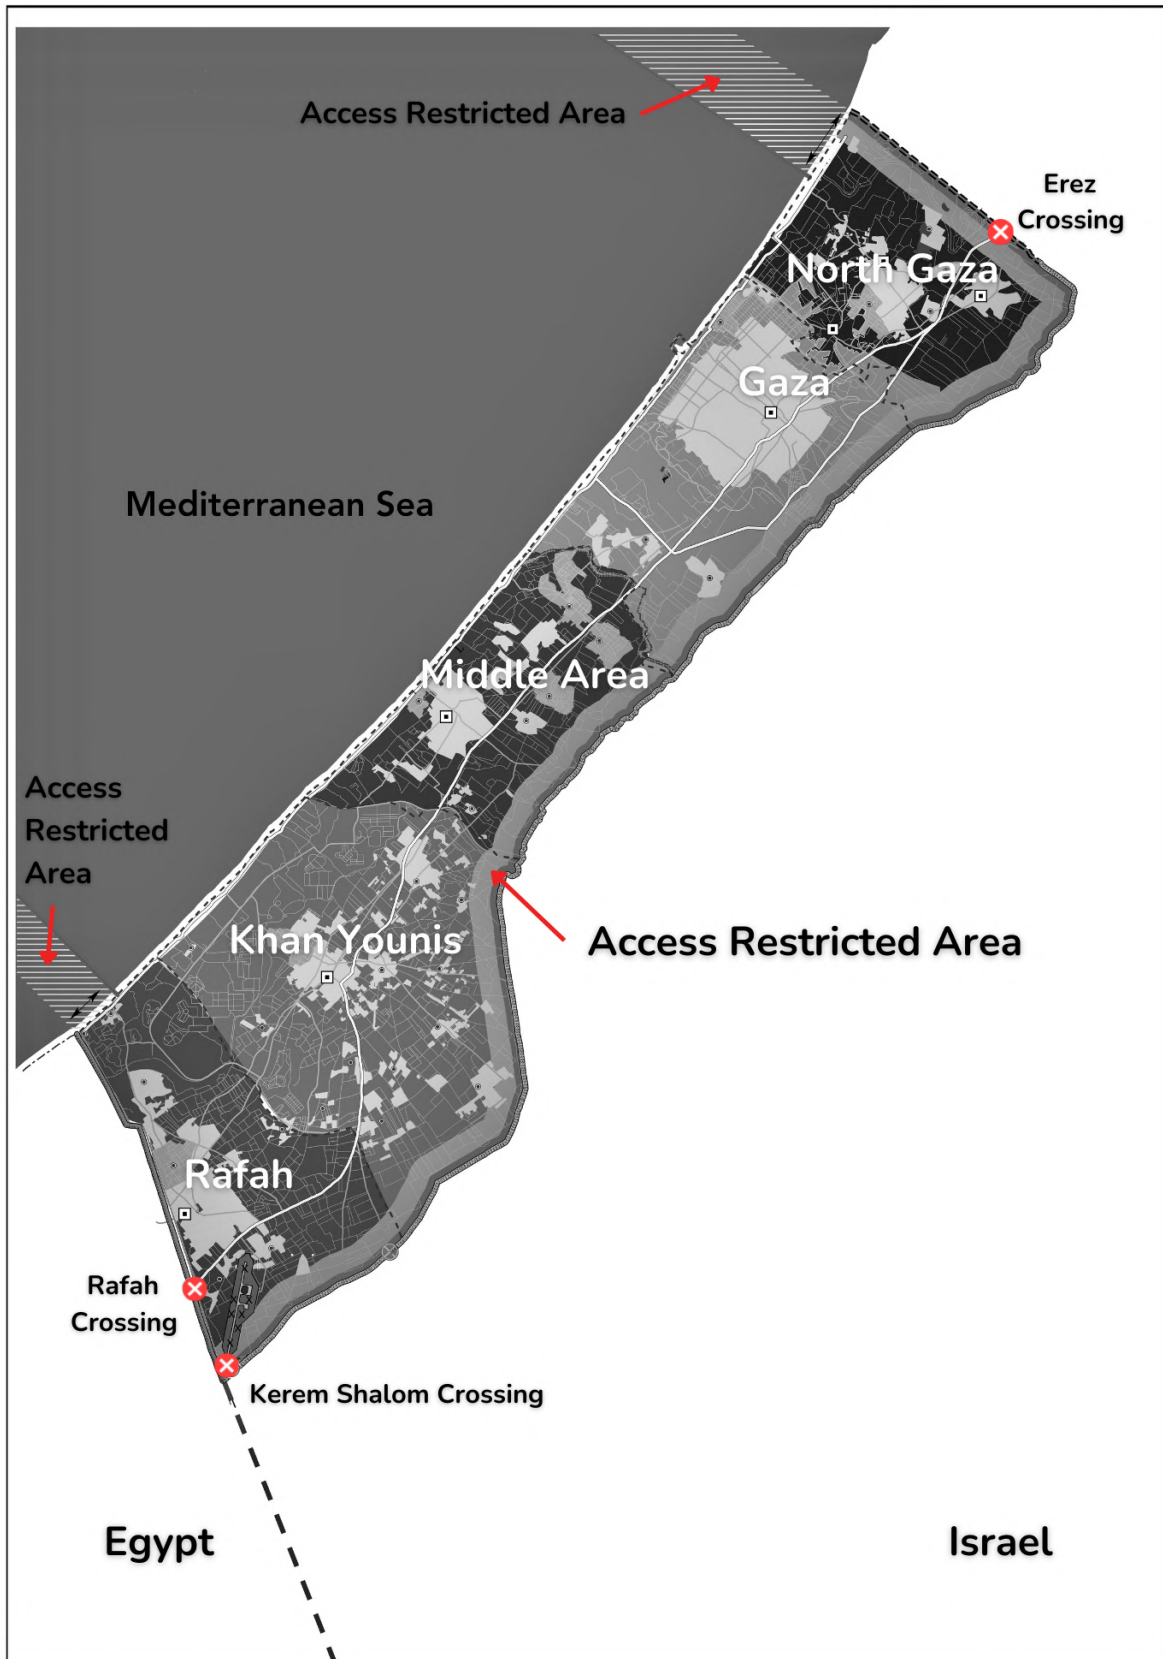 Access Restricted Area
Erez
Crossing
North Gaza
Gaza
Mediterranean Sea
Middle Area
Access
Restricted
Area
Khan Younis
Access Restricted Area
Rafah
Rafah
Crossing
Kerem Shalom Crossing
Egypt
Israel